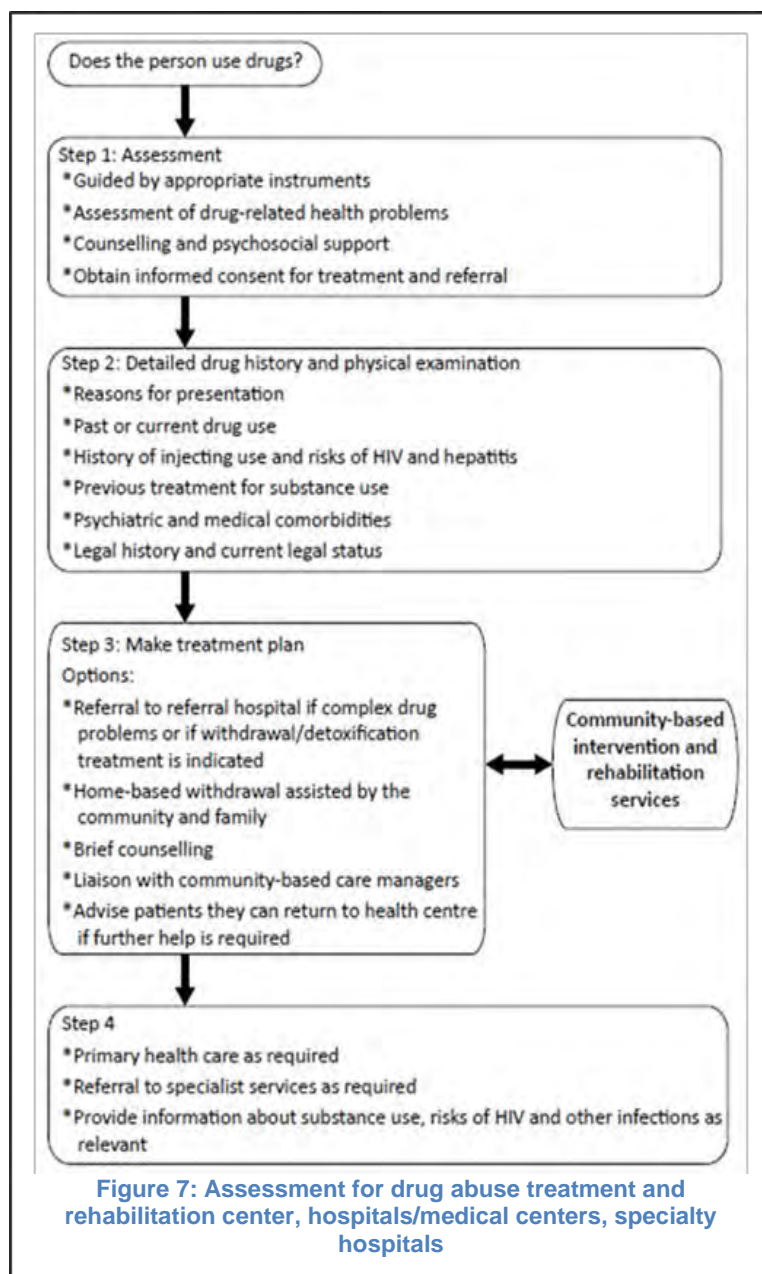 Does the person use drugs?
Step 1: Assessment
*Guided by appropriate instruments
*Assessment of drug-related health problems
*Counselling and psychosocial support
*Obtain informed consent for treatment and referral
Step 2: Detailed drug history and physical examination
*Reasons for presentation
*Past or current drug use
*History of injecting use and risks of HIV and hepatitis
*Previous treatment for substance use
*Psychiatric and medical comorbidities
*Legal history and current legal status
Step 3: Make treatment plan
Options:
*Referral to referral hospital if complex drug
problems or if withdrawal/detoxification
treatment is indicated
*Home-based withdrawal assisted by the
community and family
*Brief counselling
*Liaison with community-based care managers
*Advise patients they can return to health centre
if further help is required
Community-based
intervention and
rehabilitation
services
Step 4
*Primary health care as required
*Referral to specialist services as required
*Provide information about substance use, risks of HIV and other infections as
relevant
Figure 7: Assessment for drug abuse treatment and
rehabilitation center, hospitals/medical centers, specialty
hospitals